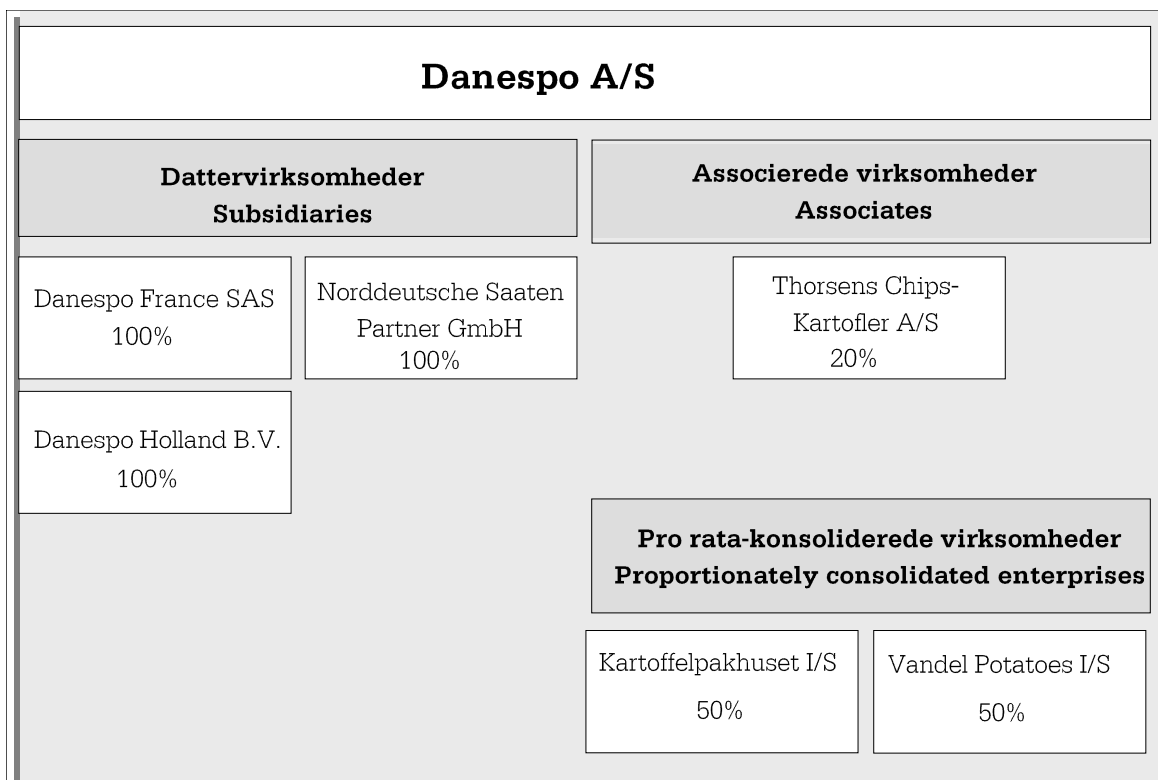 Danespo A/S
Dattervirksomheder
Subsidiaries
Associerede virksomheder
Associates
Danespo France SAS
100%
Norddeutsche Saaten
Partner GmbH
100%
Thorsens Chips-
Kartofler A/S
20%
Danespo Holland B.V.
100%
Pro rata-konsoliderede virksomheder
Proportionately consolidated enterprises
Kartoffelpakhuset I/S
50%
Vandel Potatoes I/S
50%